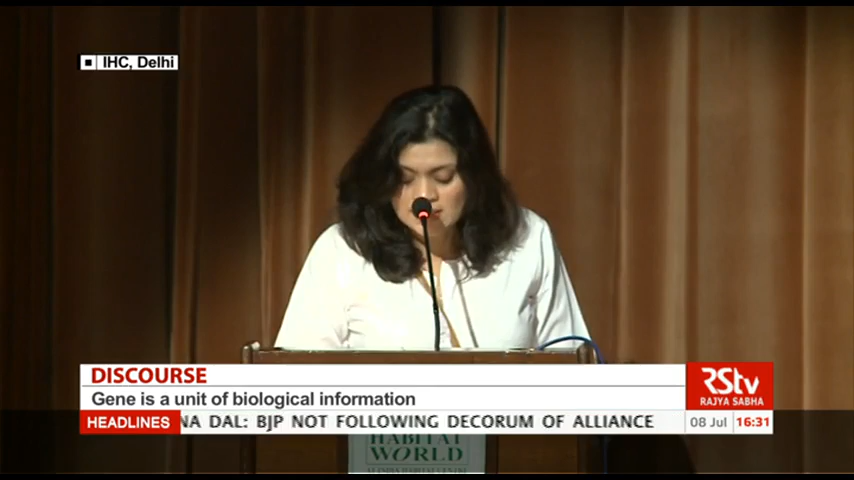 IHC, Delhi
DISCOURSE
Gene is a unit of biological information
RStv
RAJYA SABHA
HEADLINES
NA DAL: BJP NOT FOLLOWING DECORUM OF ALLIANCE
08 Jul 16:31
HABITAT
WORLD